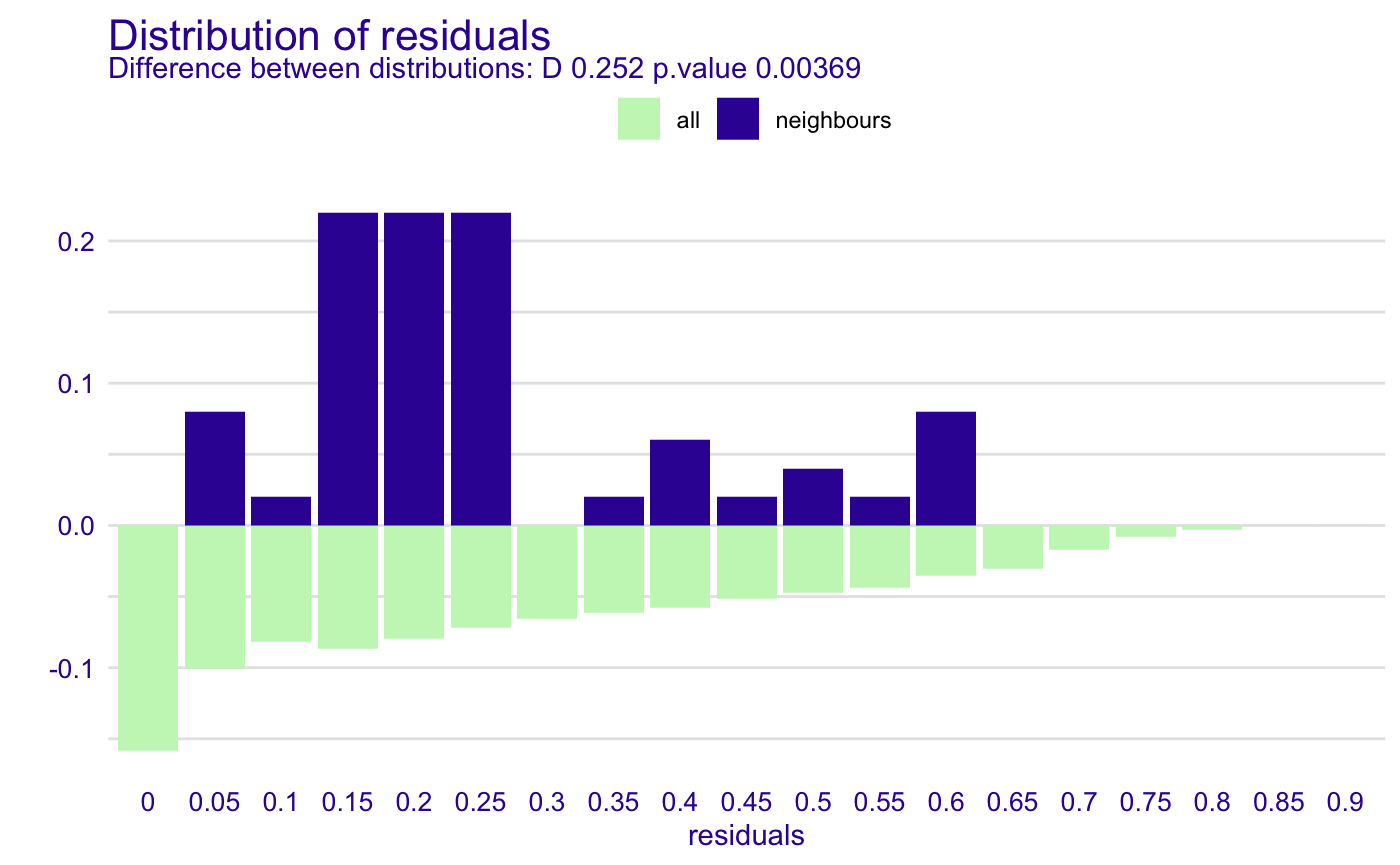 Distribution of residuals
Difference between distributions: D 0.252 p.value 0.00369
all neighbours
0.2
0.1
0.0
-0.1
0 0.05 0.1 0.15 0.2 0.25 0.3 0.35 0.4 0.45 0.5 0.55 0.6 0.65 0.7 0.75 0.8 0.85 0.9
residuals